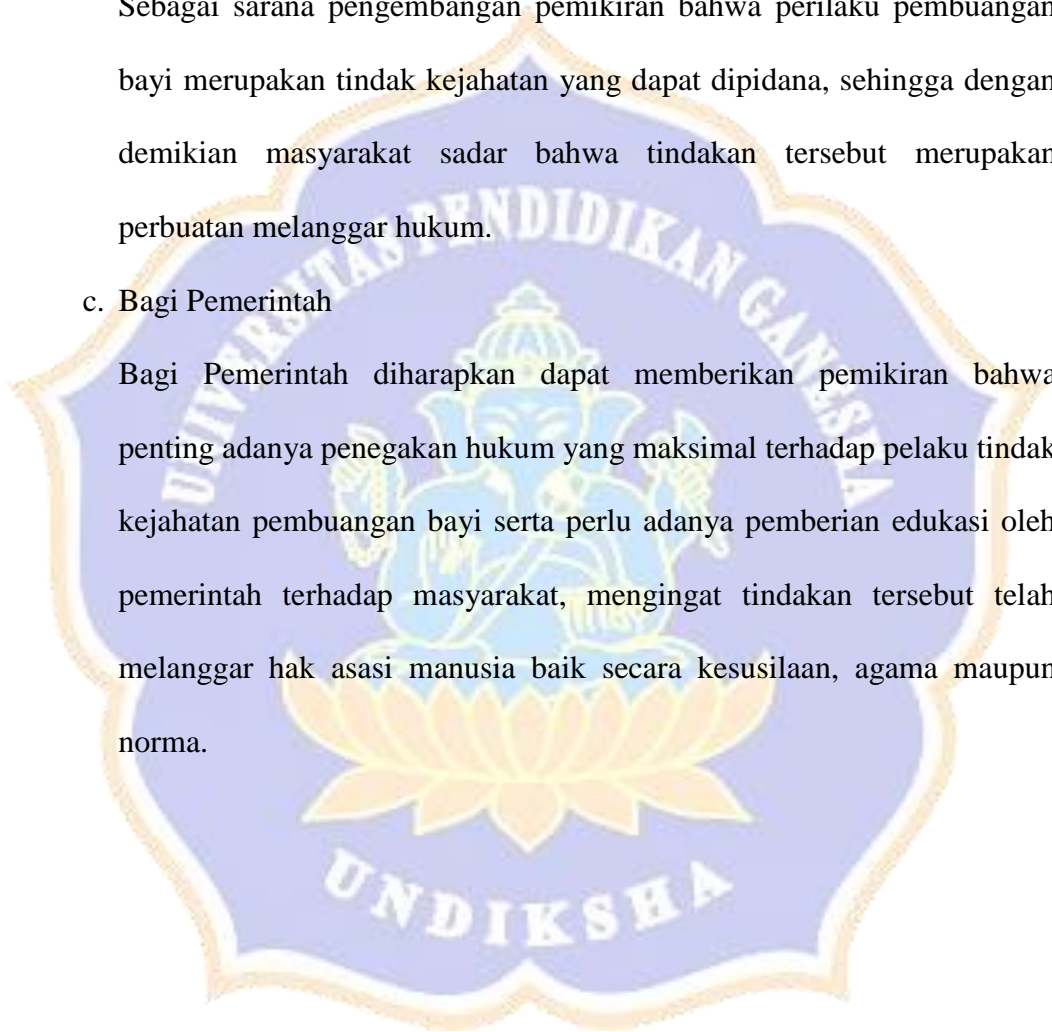 Sebagai sarana pengembangan pemikiran bahwa perilaku pembuangan
bayi merupakan tindak kejahatan yang dapat dipidana, sehingga dengan
demikian masyarakat sadar bahwa tindakan tersebut merupakan
perbuatan melanggar hukum.
UNIVERSITAS PENDIDIKAN GANESHA
c. Bagi Pemerintah
Bagi Pemerintah diharapkan dapat memberikan pemikiran bahwa
penting adanya penegakan hukum yang maksimal terhadap pelaku tindak
kejahatan pembuangan bayi serta perlu adanya pemberian edukasi oleh
pemerintah terhadap masyarakat, mengingat tindakan tersebut telah
melanggar hak asasi manusia baik secara kesusilaan, agama maupun
norma.
UNDIKSHA